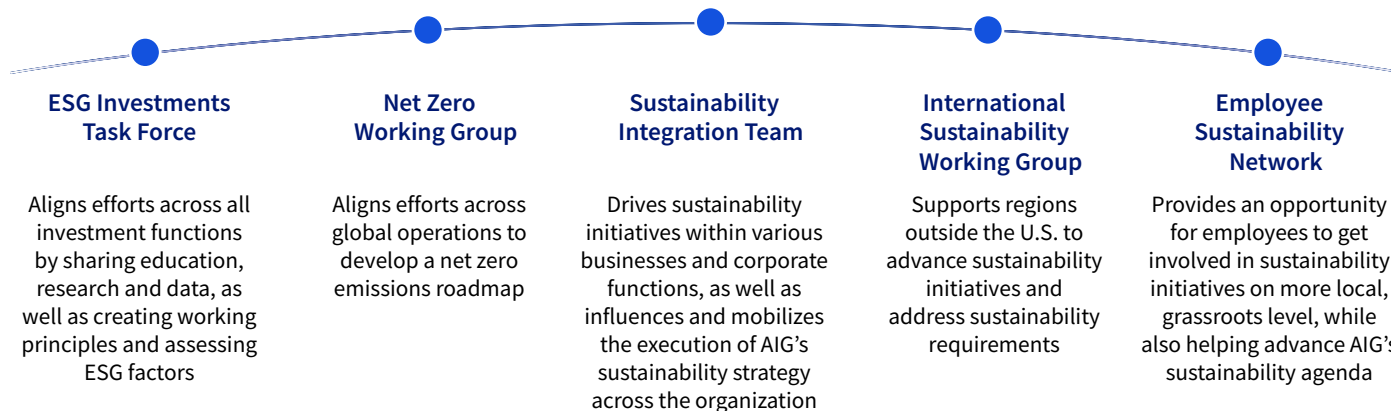 ESG Investments
Task Force
Aligns efforts across all
investment functions
by sharing education,
research and data, as
well as creating working
principles and assessing
ESG factors
Net Zero
Working Group
Aligns efforts across
global operations to
develop a net zero
emissions roadmap
Sustainability
Integration Team
Drives sustainability
initiatives within various
businesses and corporate
functions, as well as
influences and mobilizes
the execution of AIG’s
sustainability strategy
across the organization
International
Sustainability
Working Group
Supports regions
outside the U.S. to
advance sustainability
initiatives and
address sustainability
requirements
Employee
Sustainability
Network
Provides an opportunity
for employees to get
involved in sustainability
initiatives on more local,
grassroots level, while
also helping advance AIG’s
sustainability agenda